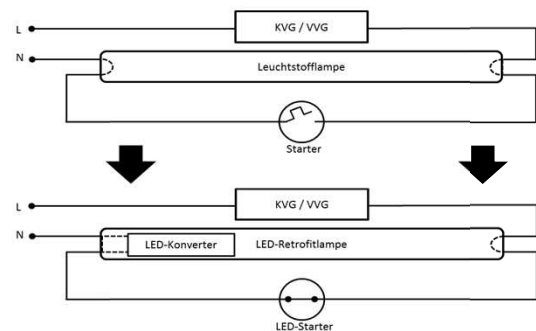 KVG / VVG
L
N
Leuchtstofflampe
Starter
KVG / VVG
L
N
LED-Konverter LED-Retrofitlampe
LED-Starter